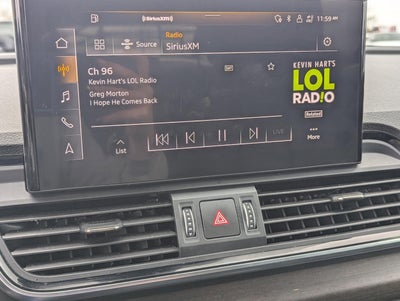 ((SiriusXM))
11:59 AM
Radio
Source
SiriusXM
Ch 96
Kevin Hart's LOL Radio
Greg Morton
I Hope He Comes Back
KEVIN HART'S
LOL
RADIO
List
LIVE
More